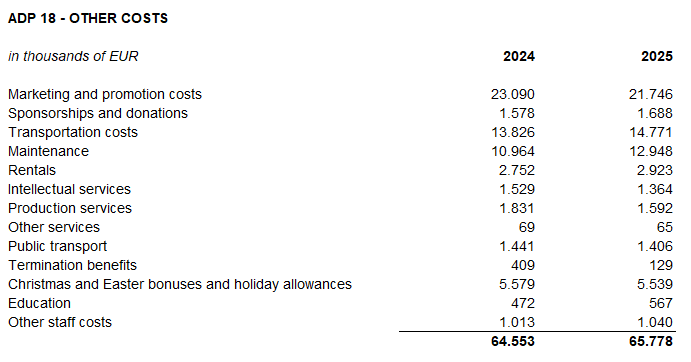 ADP 18 - OTHER COSTS
in thousands of EUR 2024 2025
Marketing and promotion costs 23.090 21.746
Sponsorships and donations 1.578 1.688
Transportation costs 13.826 14.771
Maintenance 10.964 12.948
Rentals 2.752 2.923
Intellectual services 1.529 1.364
Production services 1.831 1.592
Other services 69 65
Public transport 1.441 1.406
Termination benefits 409 129
Christmas and Easter bonuses and holiday allowances 5.579 5.539
Education 472 567
Other staff costs 1.013 1.040
64.553 65.778